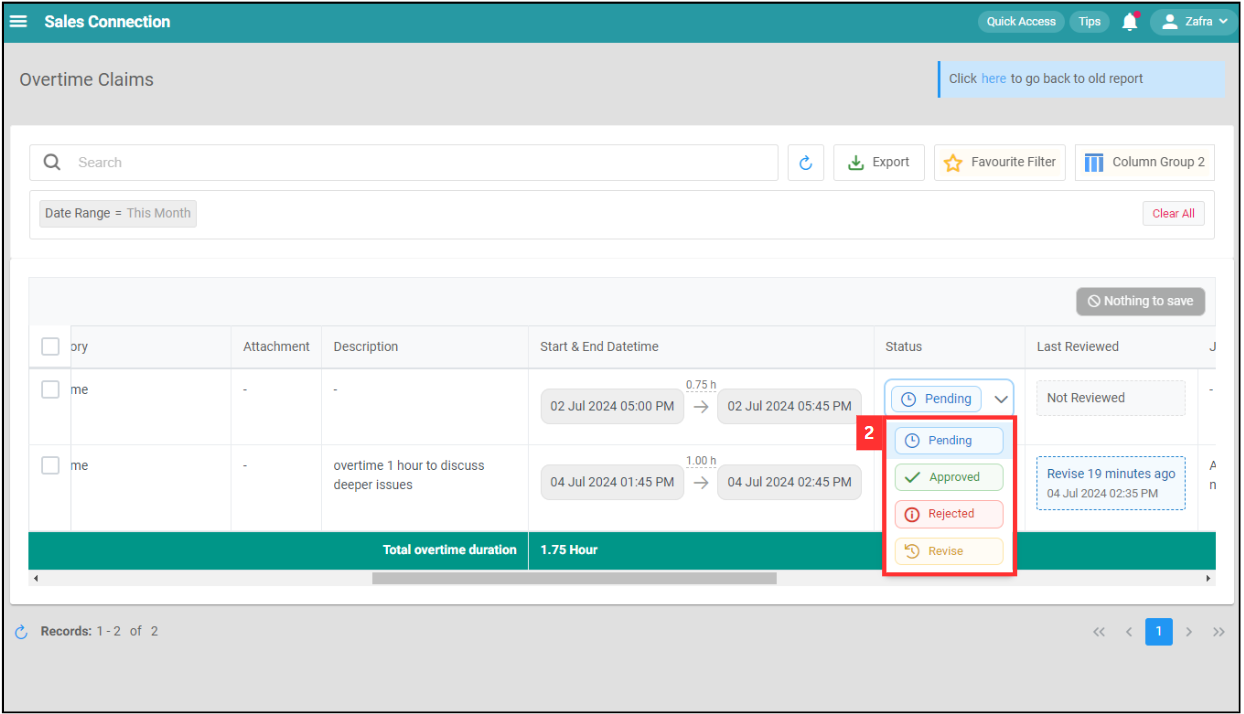 Sales Connection
Quick Access
Tips
Zafra
Overtime Claims
Click here to go back to old report
Search
Export
Favourite Filter
Column Group 2
Date Range = This Month
Clear All
Nothing to save
ory
Attachment
Description
Start & End Datetime
Status
Last Reviewed
J
me
-
-
0.75 h
02 Jul 2024 05:00 PM
02 Jul 2024 05:45 PM
Pending
Not Reviewed
-
2
Pending
Approved
Rejected
Revise
me
-
overtime 1 hour to discuss
deeper issues
1.00 h
04 Jul 2024 01:45 PM
04 Jul 2024 02:45 PM
Revise 19 minutes ago
04 Jul 2024 02:35 PM
A
n
Total overtime duration
1.75 Hour
Records: 1 - 2 of 2
1